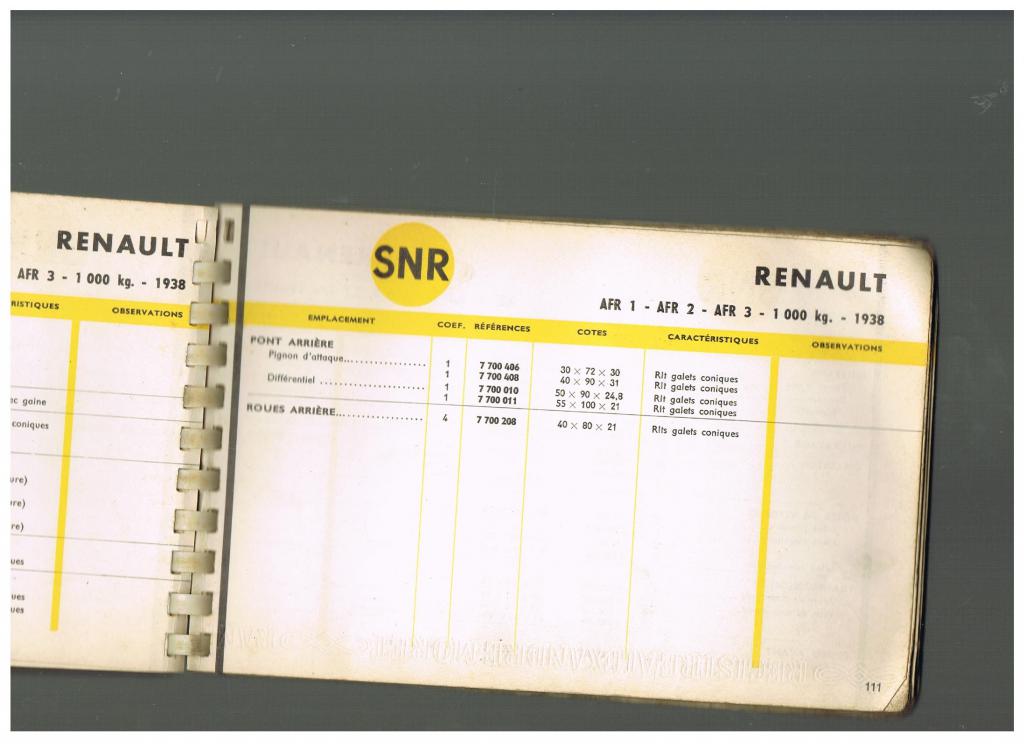 RENAULT
AFR 3 - 1 000 kg. - 1938
RISTIQUES OBSERVATIONS
ec gaine
coniques
ure)
ure)
re)
ues
ues
ues
SNR
RENAULT
AFR 1 - AFR 2 - AFR 3 - 1 000 kg. - 1938
EMPLACEMENT COEF. RÉFÉRENCES COTES CARACTÉRISTIQUES OBSERVATIONS
PONT ARRIÈRE
Pignon d'attaque................... 1 7 700 406 30 × 72 × 30 Rlt galets coniques
1 7 700 408 40 × 90 × 31 Rlt galets coniques
Différentiel ........................ 1 7 700 010 50 × 90 × 24,8 Rlt galets coniques
1 7 700 011 55 × 100 × 21 Rlt galets coniques
ROUES ARRIÈRE................... 4 7 700 208 40 × 80 × 21 Rlts galets coniques
111